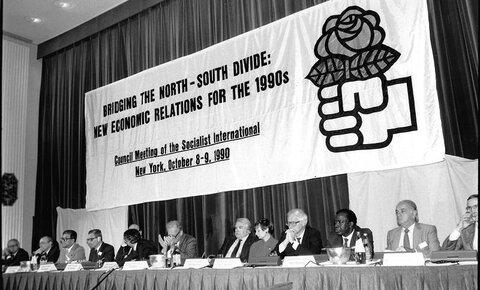 BRIDGING THE NORTH-SOUTH DIVIDE:
NEW ECONOMIC RELATIONS FOR THE 1990s
Council Meeting of the Socialist International
New York, October 8-9, 1990